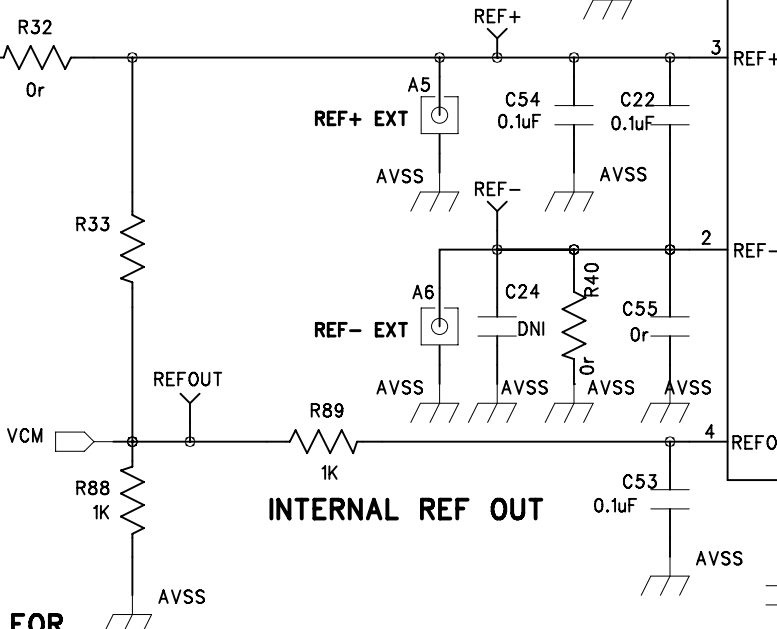 R32
0r
REF+
3
REF+
A5
REF+ EXT
C54
0.1uF
C22
0.1uF
AVSS
AVSS
REF-
R33
2
REF-
A6
REF- EXT
C24
DNI
R40
0r
C55
0r
AVSS
AVSS
AVSS
AVSS
REFOUT
VCM
R89
1K
4
REFO
R88
1K
INTERNAL REF OUT
C53
0.1uF
AVSS
AVSS
FOR